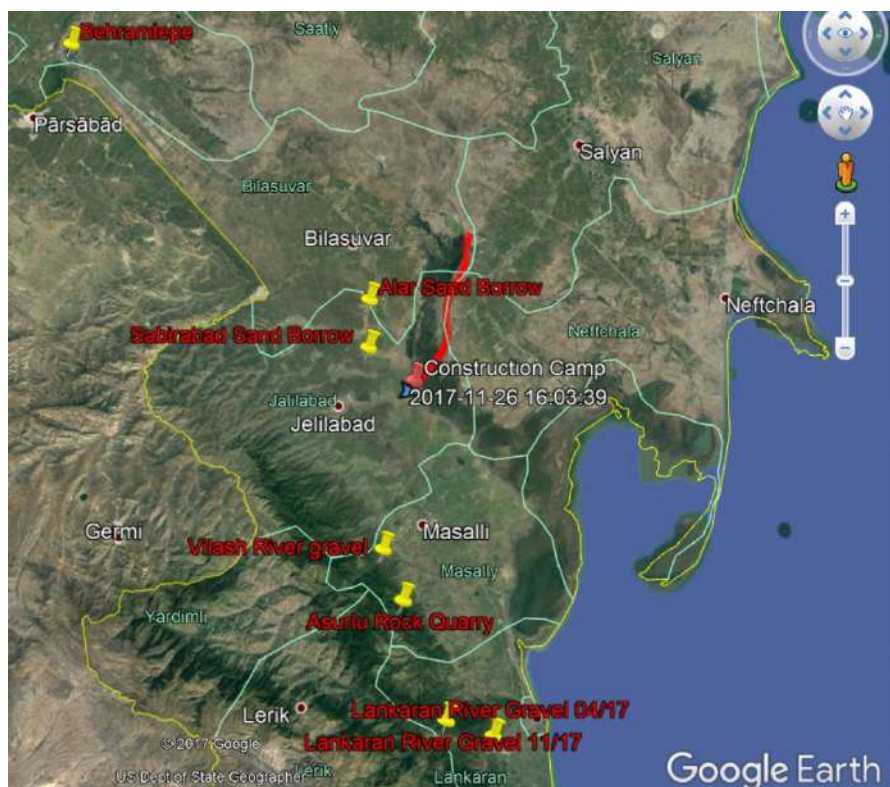 Behramtepe
Saatly
Salyan
Pārsābād
Salyan
Bilasuvar
Bilasuvar
Alar Sand Borrow
Neftchala
Sabirabad Sand Borrow
Neftchala
Construction Camp
2017-11-26 16:03:39
Jalilabad
Jelilabad
Germi
Masalli
Vilash River gravel
Masally
Yardimli
Asurlu Rock Quarry
Lerik
Lankaran River Gravel 04/17
© 2017 Google
Lankaran River Gravel 11/17
US Dept of State Geographer
Lerik
Lankaran
Google Earth